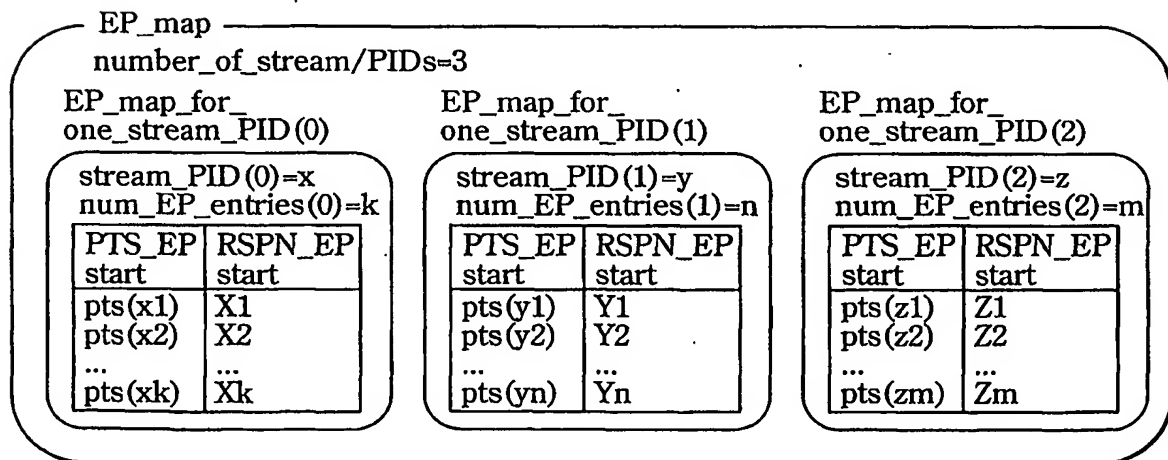 EP_map
number_of_stream/PIDs=3
EP_map_for_
one_stream_PID(0)
stream_PID(0)=x
num_EP_entries(0)=k
PTS_EP RSPN_EP
start start
pts(x1) X1
pts(x2) X2
... ...
pts(xk) Xk
EP_map_for_
one_stream_PID(1)
stream_PID(1)=y
num_EP_entries(1)=n
PTS_EP RSPN_EP
start start
pts(y1) Y1
pts(y2) Y2
... ...
pts(yn) Yn
EP_map_for_
one_stream_PID(2)
stream_PID(2)=z
num_EP_entries(2)=m
PTS_EP RSPN_EP
start start
pts(z1) Z1
pts(z2) Z2
... ...
pts(zm) Zm